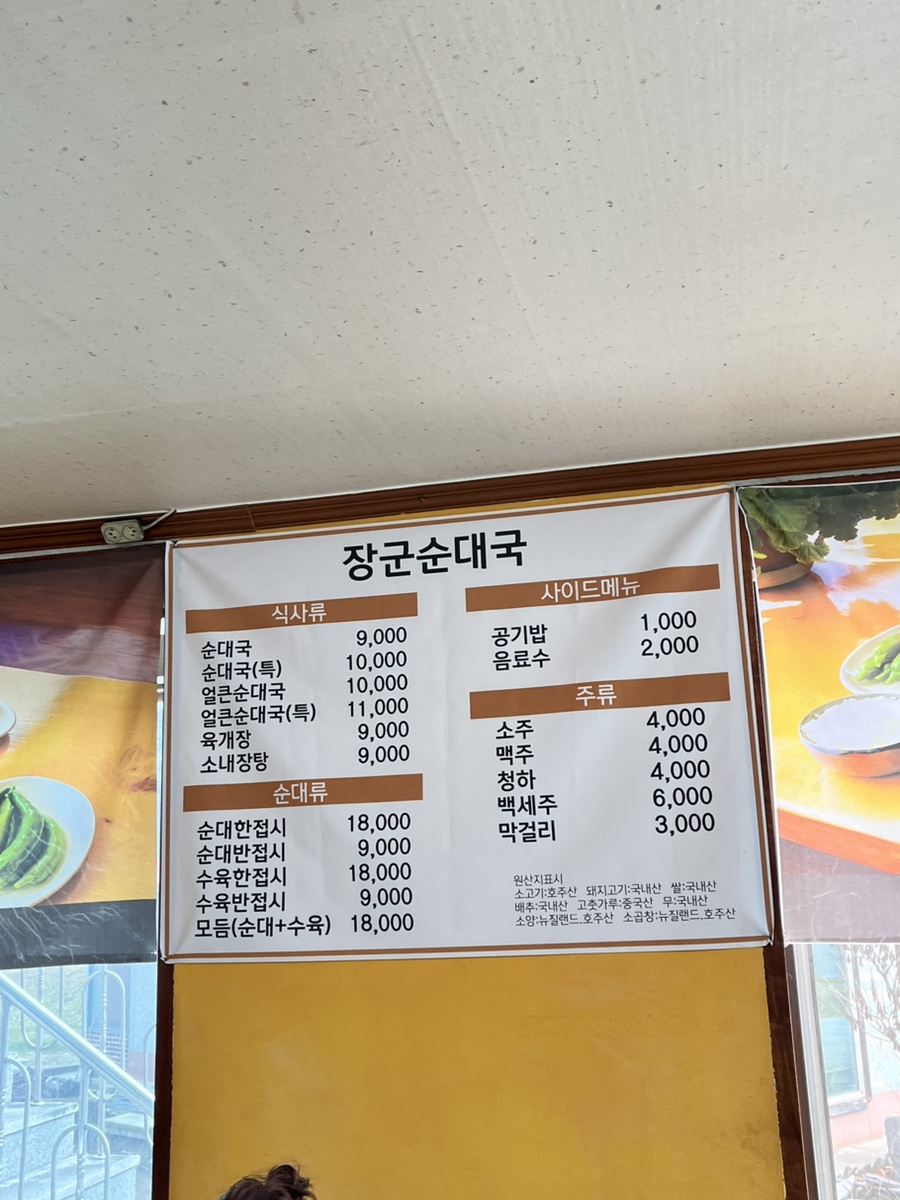 장군순대국
식사류
순대국 9,000
순대국(특) 10,000
얼큰순대국 10,000
얼큰순대국(특) 11,000
육개장 9,000
소내장탕 9,000
순대류
순대한접시 18,000
순대반접시 9,000
수육한접시 18,000
수육반접시 9,000
모듬(순대+수육) 18,000
사이드메뉴
공기밥 1,000
음료수 2,000
주류
소주 4,000
맥주 4,000
청하 4,000
백세주 6,000
막걸리 3,000
원산지표시
소고기:호주산 돼지고기:국내산 쌀:국내산
배추:국내산 고춧가루:중국산 무:국내산
소양:뉴질랜드.호주산 소곱창:뉴질랜드.호주산